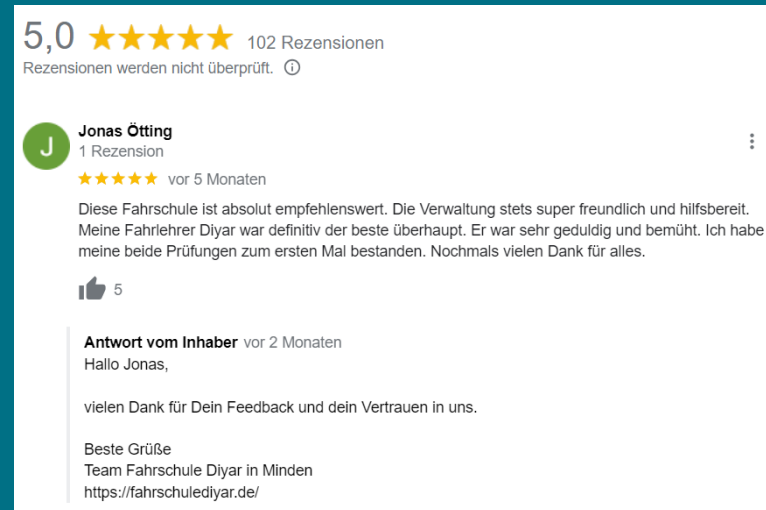 5,0 102 Rezensionen
Rezensionen werden nicht überprüft.
J
Jonas Ötting
1 Rezension
vor 5 Monaten
Diese Fahrschule ist absolut empfehlenswert. Die Verwaltung stets super freundlich und hilfsbereit.
Meine Fahrlehrer Diyar war definitiv der beste überhaupt. Er war sehr geduldig und bemüht. Ich habe
meine beide Prüfungen zum ersten Mal bestanden. Nochmals vielen Dank für alles.
5
Antwort vom Inhaber vor 2 Monaten
Hallo Jonas,
vielen Dank für Dein Feedback und dein Vertrauen in uns.
Beste Grüße
Team Fahrschule Diyar in Minden
https://fahrschulediyar.de/